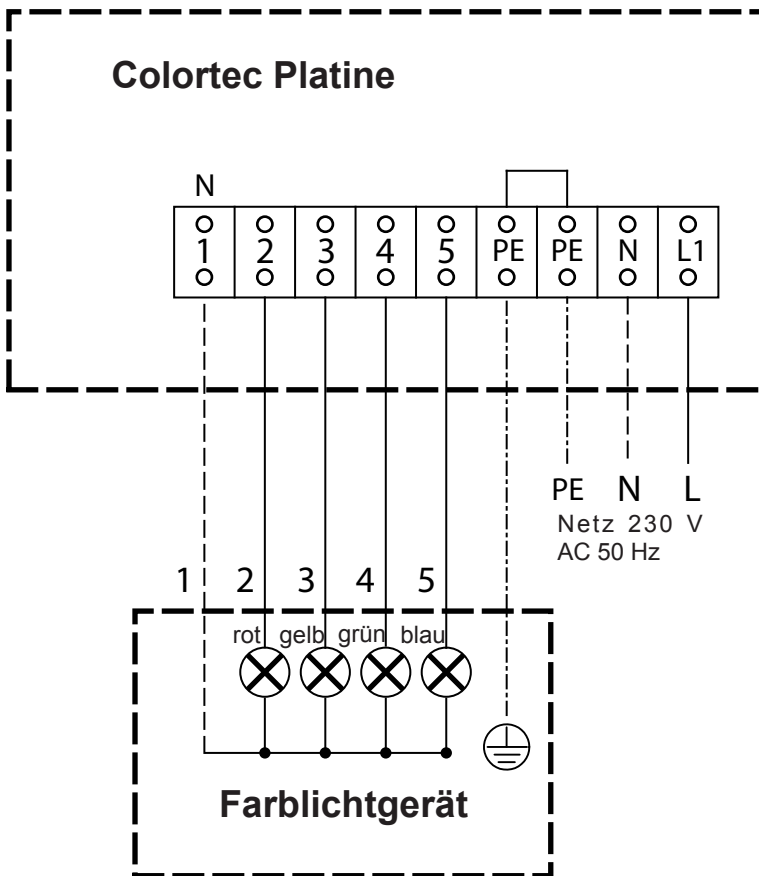 Colortec Platine
N
1 2 3 4 5 PE PE N L1
PE N L
Netz 230 V
AC 50 Hz
1 2 3 4 5
rot gelb grün blau
Farblichtgerät